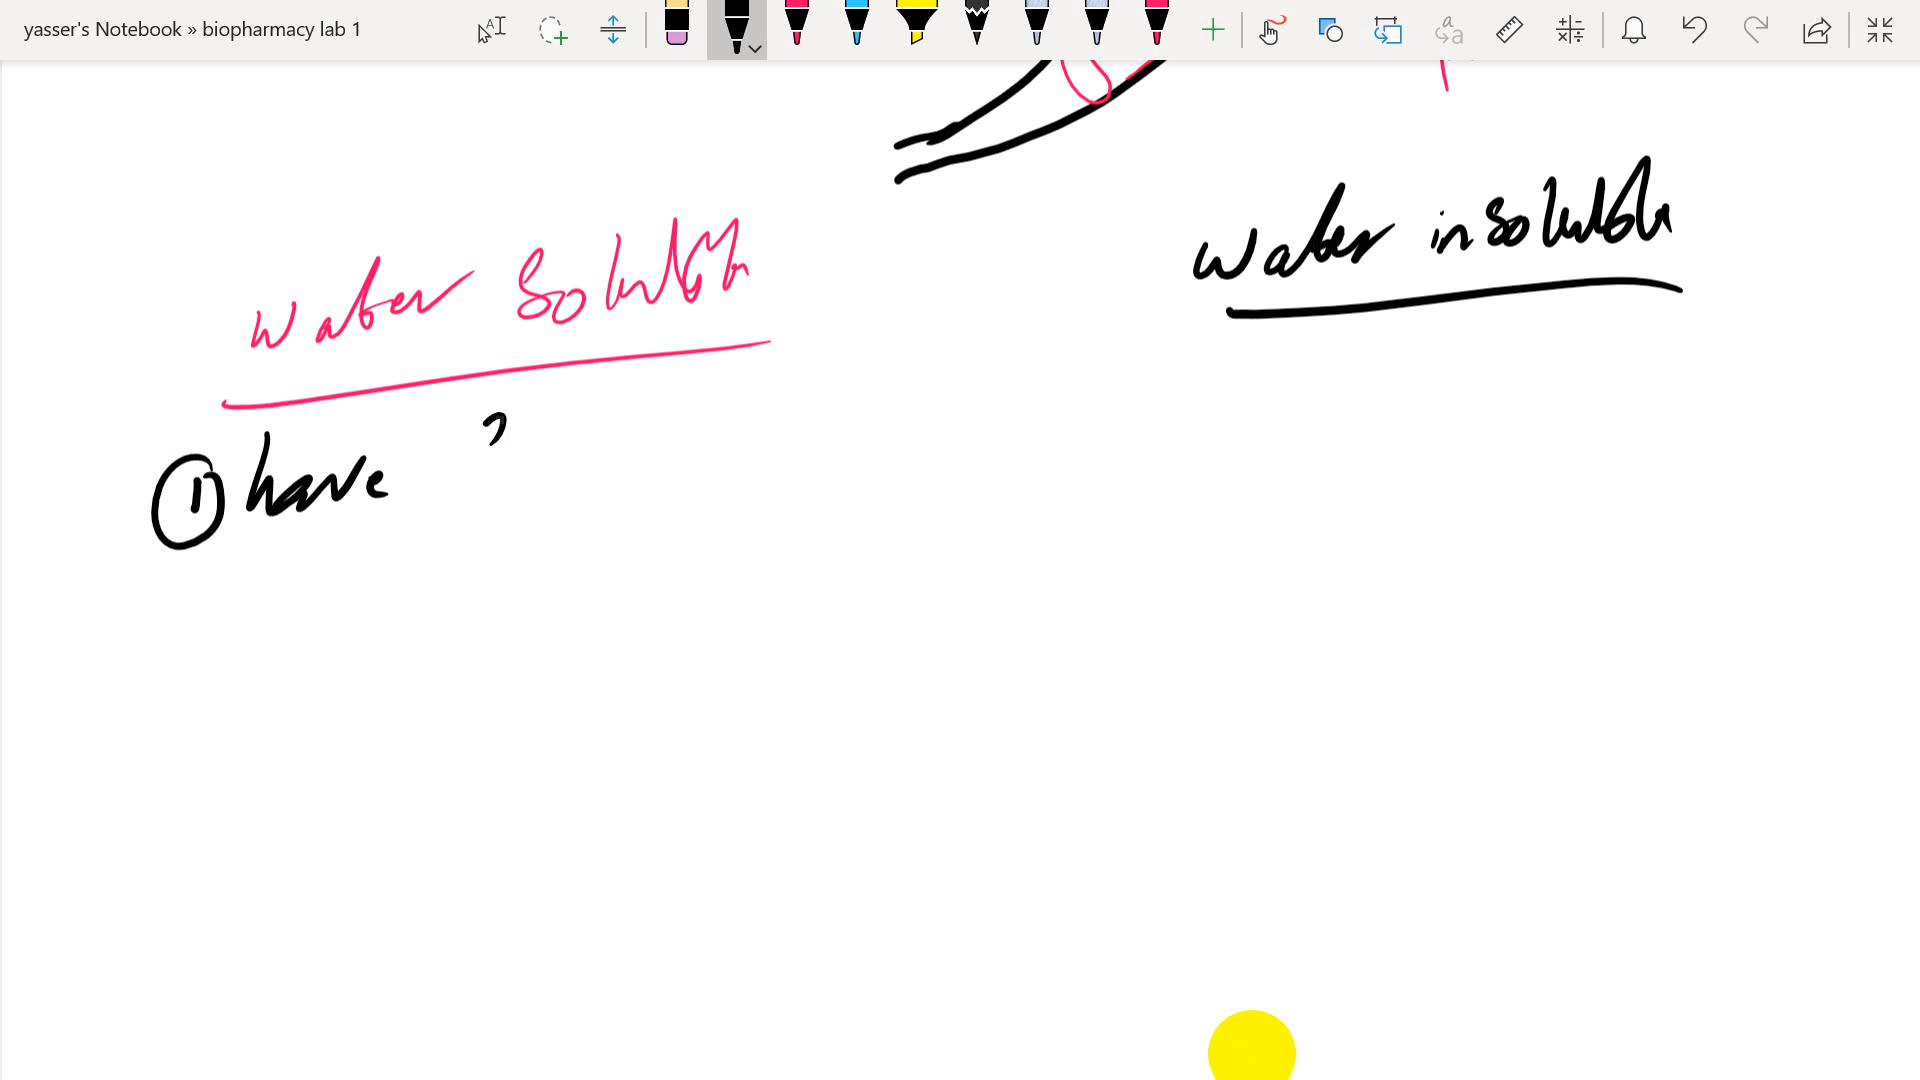 yasser's Notebook » biopharmacy lab 1
water insoluble
water soluble
① have